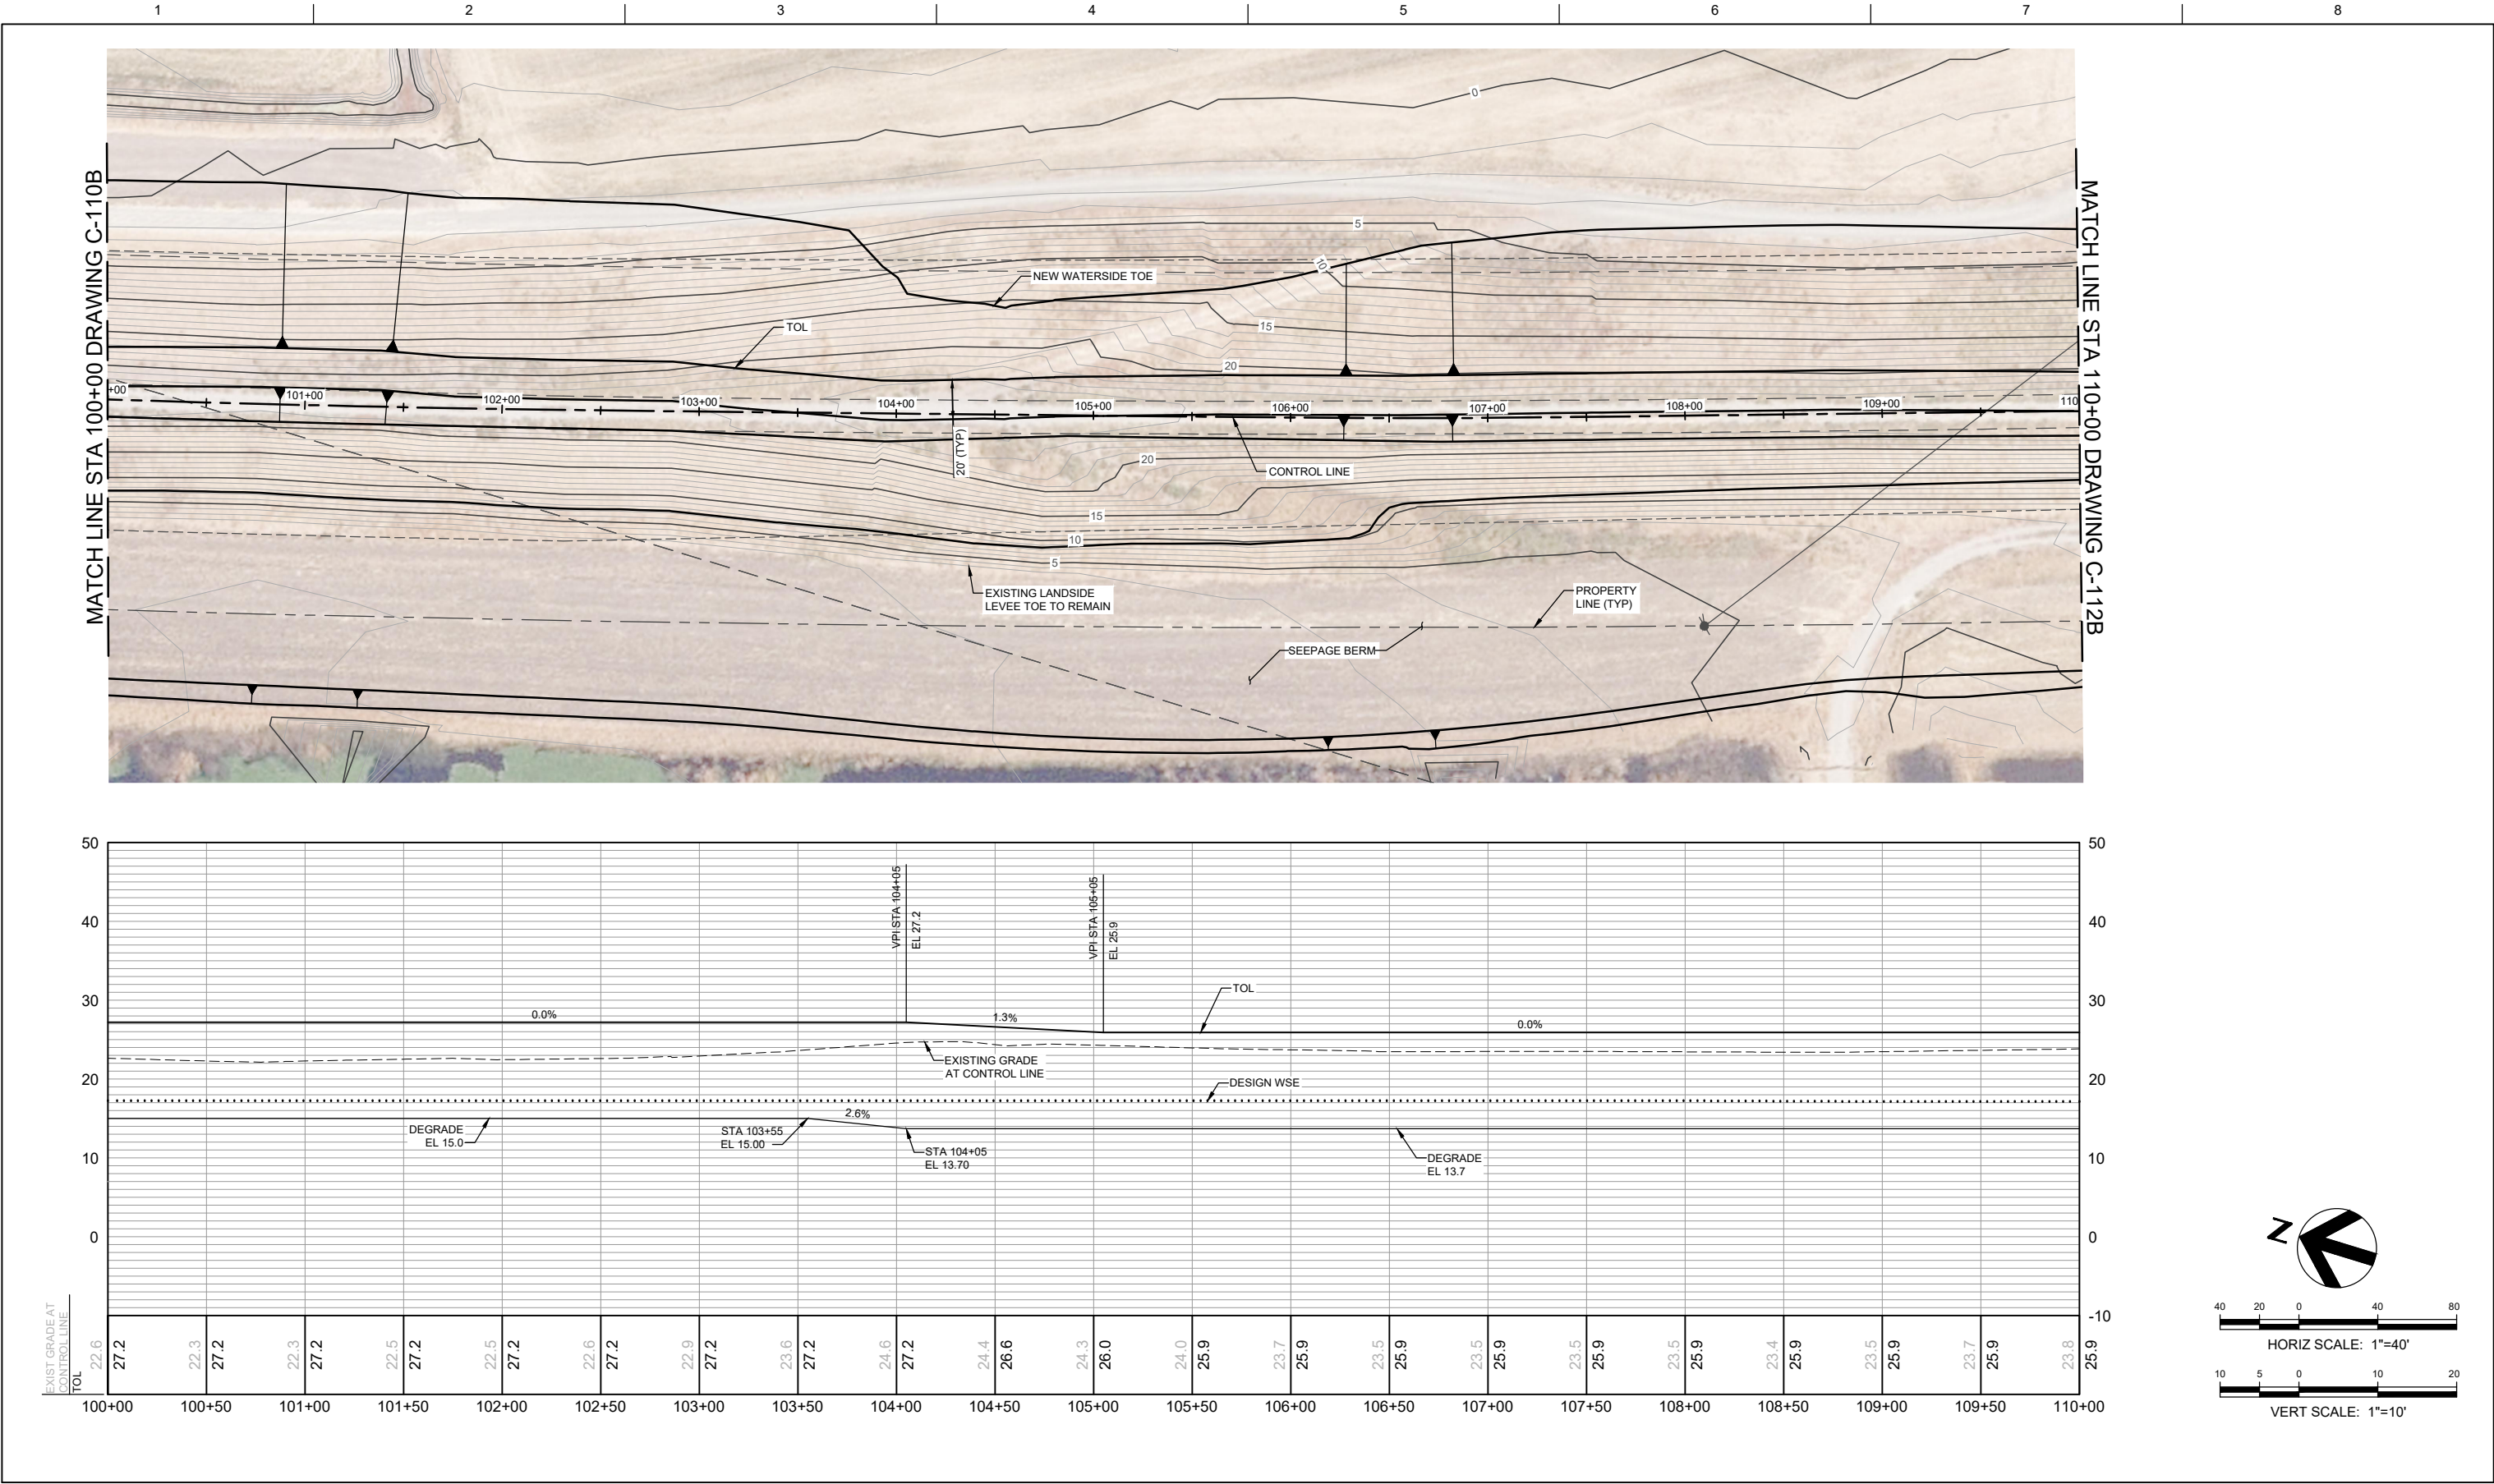 1 2 3 4 5 6 7 8
MATCH LINE STA 100+00 DRAWING C-110B
MATCH LINE STA 110+00 DRAWING C-112B
0
5
NEW WATERSIDE TOE
10
TOL
15
20
+00 101+00 102+00 103+00 104+00 105+00 106+00 107+00 108+00 109+00 110
20' (TYP)
20
CONTROL LINE
15
10
5
EXISTING LANDSIDE
LEVEE TOE TO REMAIN
PROPERTY
LINE (TYP)
SEEPAGE BERM
50 50
40 40
30 30
20 20
10 10
0 0
-10
VPI STA 104+05
EL 27.2
VPI STA 105+05
EL 25.9
TOL
0.0% 1.3% 0.0%
EXISTING GRADE
AT CONTROL LINE
DESIGN WSE
2.6%
DEGRADE
EL 15.0
STA 103+55
EL 15.00
STA 104+05
EL 13.70
DEGRADE
EL 13.7
EXIST GRADE AT
CONTROL LINE
TOL
22.6 22.3 22.3 22.5 22.5 22.6 22.9 23.6 24.6 24.4 24.3 24.0 23.7 23.5 23.5 23.5 23.5 23.4 23.5 23.7 23.8
27.2 27.2 27.2 27.2 27.2 27.2 27.2 27.2 27.2 26.6 26.0 25.9 25.9 25.9 25.9 25.9 25.9 25.9 25.9 25.9 25.9
100+00 100+50 101+00 101+50 102+00 102+50 103+00 103+50 104+00 104+50 105+00 105+50 106+00 106+50 107+00 107+50 108+00 108+50 109+00 109+50 110+00
Z
40 20 0 40 80
HORIZ SCALE: 1"=40'
10 5 0 10 20
VERT SCALE: 1"=10'